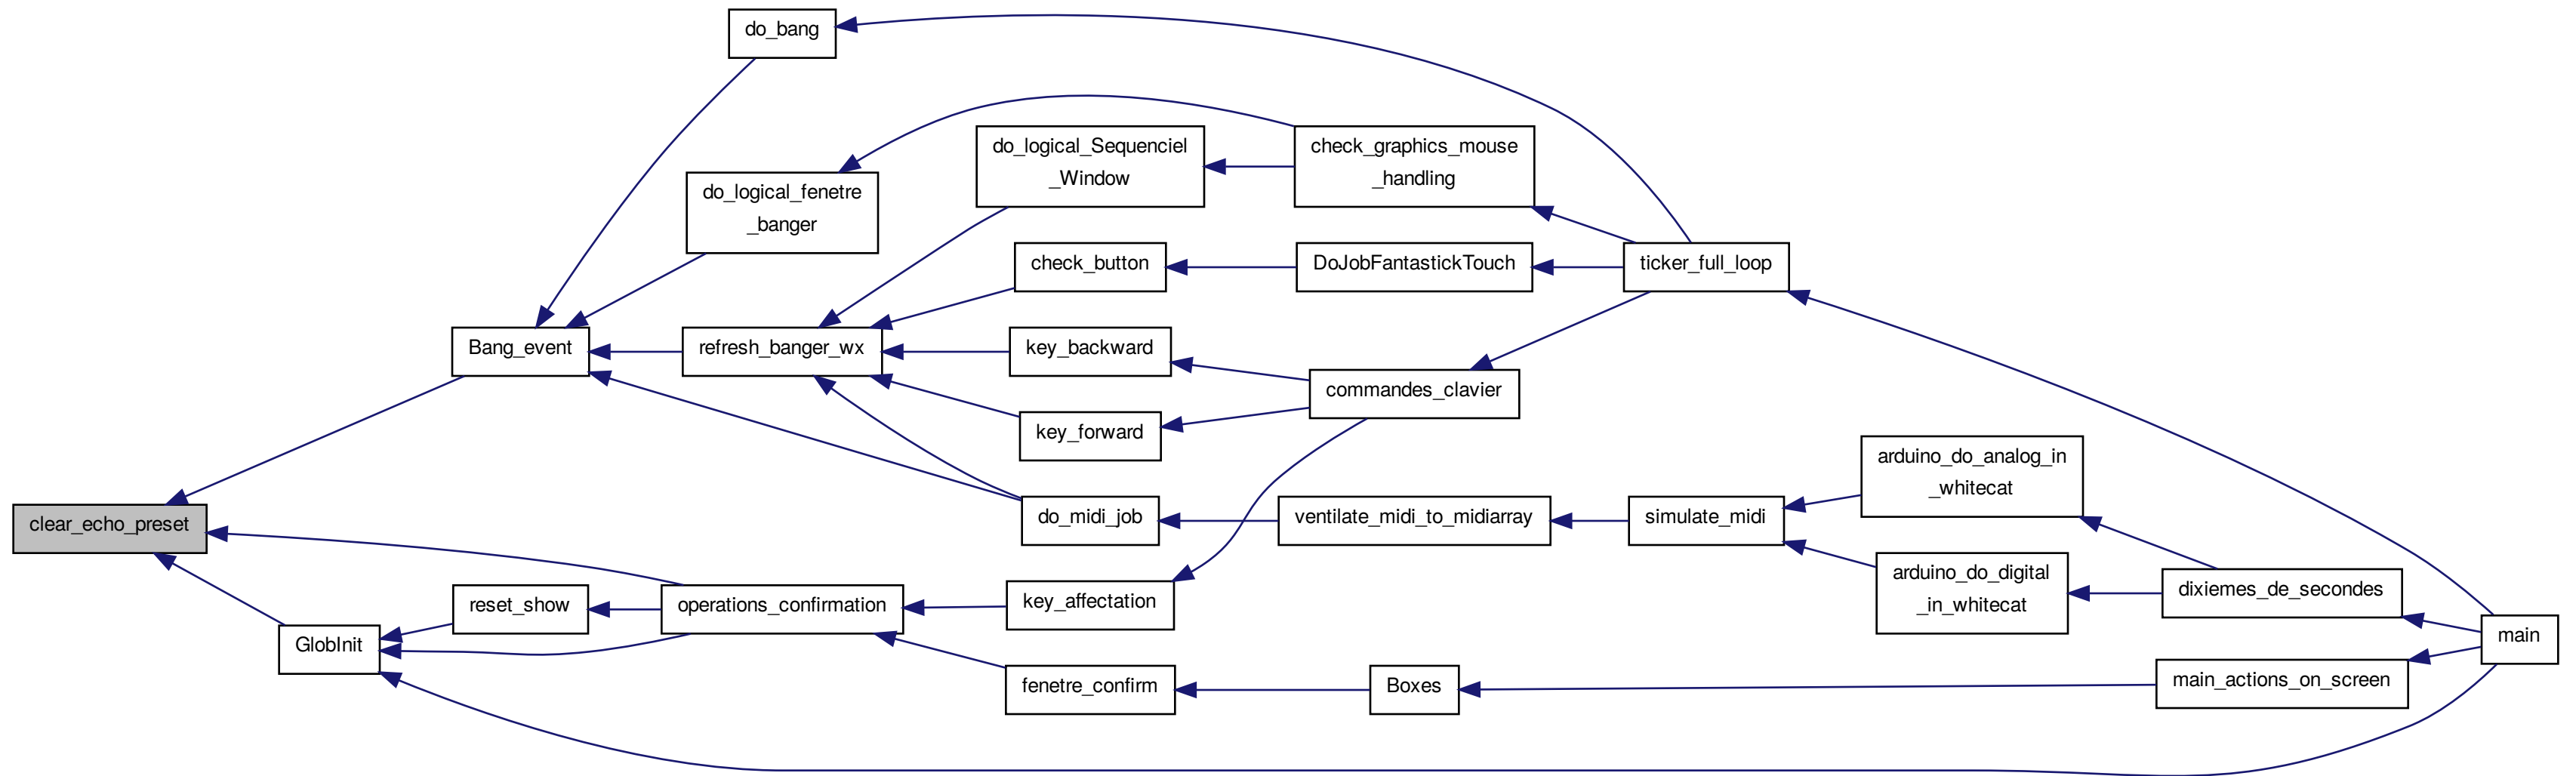 do_bang
do_logical_Sequenciel
_Window
check_graphics_mouse
_handling
do_logical_fenetre
_banger
check_button
DoJobFantastickTouch
ticker_full_loop
Bang_event
refresh_banger_wx
key_backward
commandes_clavier
key_forward
arduino_do_analog_in
_whitecat
clear_echo_preset
do_midi_job
ventilate_midi_to_midiarray
simulate_midi
arduino_do_digital
_in_whitecat
dixiemes_de_secondes
reset_show
operations_confirmation
key_affectation
GlobInit
main
fenetre_confirm
Boxes
main_actions_on_screen